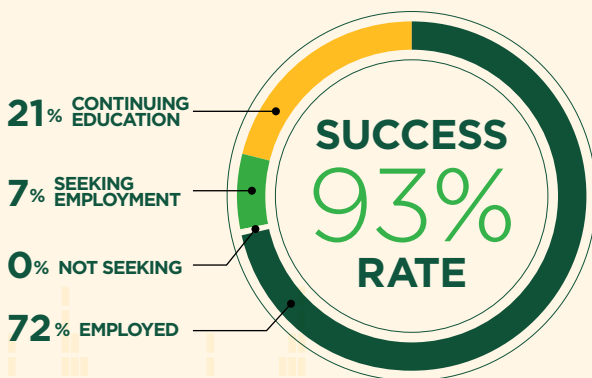 21% CONTINUING
EDUCATION
7% SEEKING
EMPLOYMENT
0% NOT SEEKING
72% EMPLOYED
SUCCESS
93%
RATE